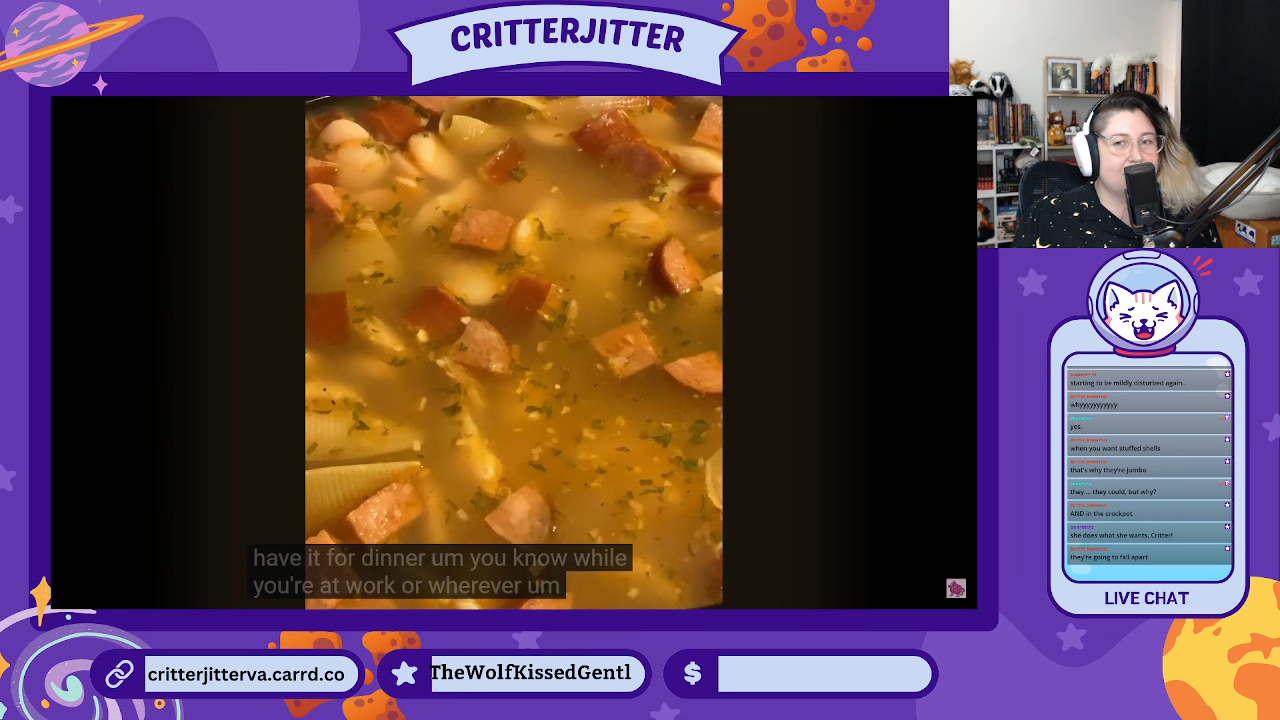 CRITTERJITTER
have it for dinner um you know while
you're at work or wherever um
starting to be mildly disturbed again..
whyyyyyyyyyyy
yes.
when you want stuffed shells
that's why they're jumbo
they.... they could, but why?
AND in the crockpot
she does what she wants, Critter!
they're going to fall apart
LIVE CHAT
critterjitterva.carrd.co
TheWolfKissedGentl
$